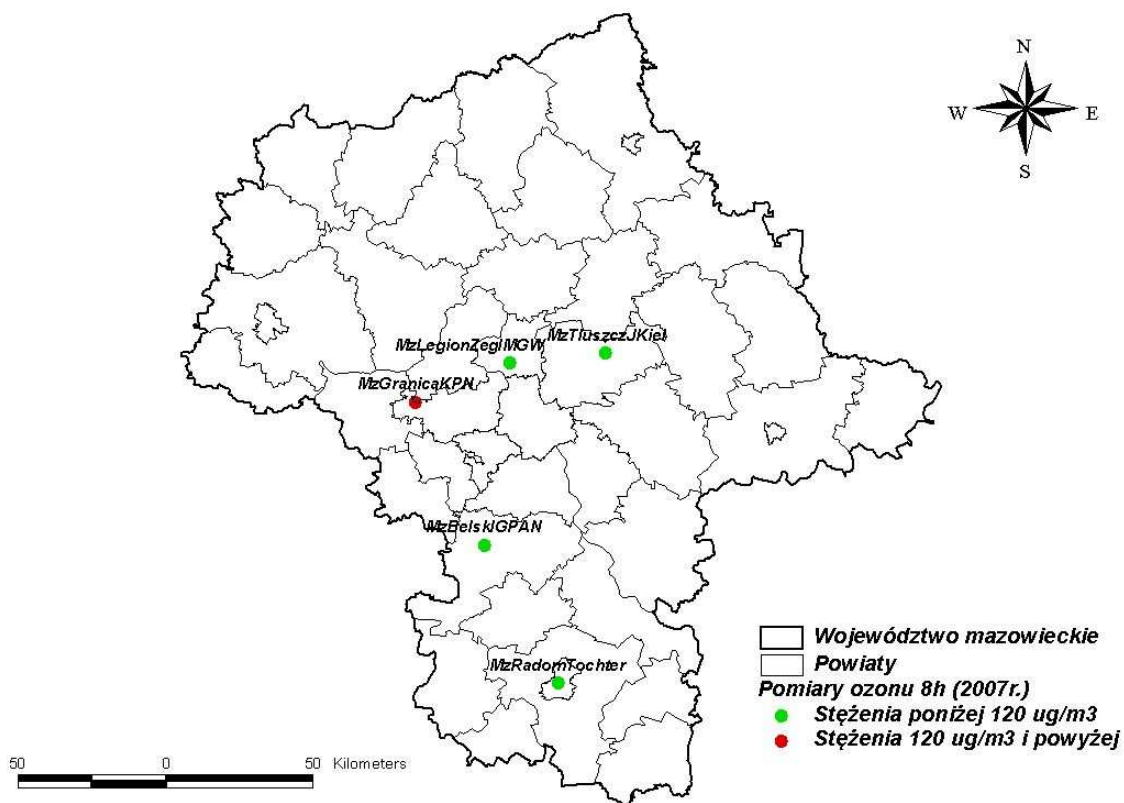 N
W
E
S
MzLegionZegIMGW
MzTluszczJKiel
MzGranicaKPN
MzBelskIGPAN
MzRadomTochter
Województwo mazowieckie
Powiaty
Pomiary ozonu 8h (2007r.)
Stężenia poniżej 120 ug/m3
Stężenia 120 ug/m3 i powyżej
50 0 50 Kilometers